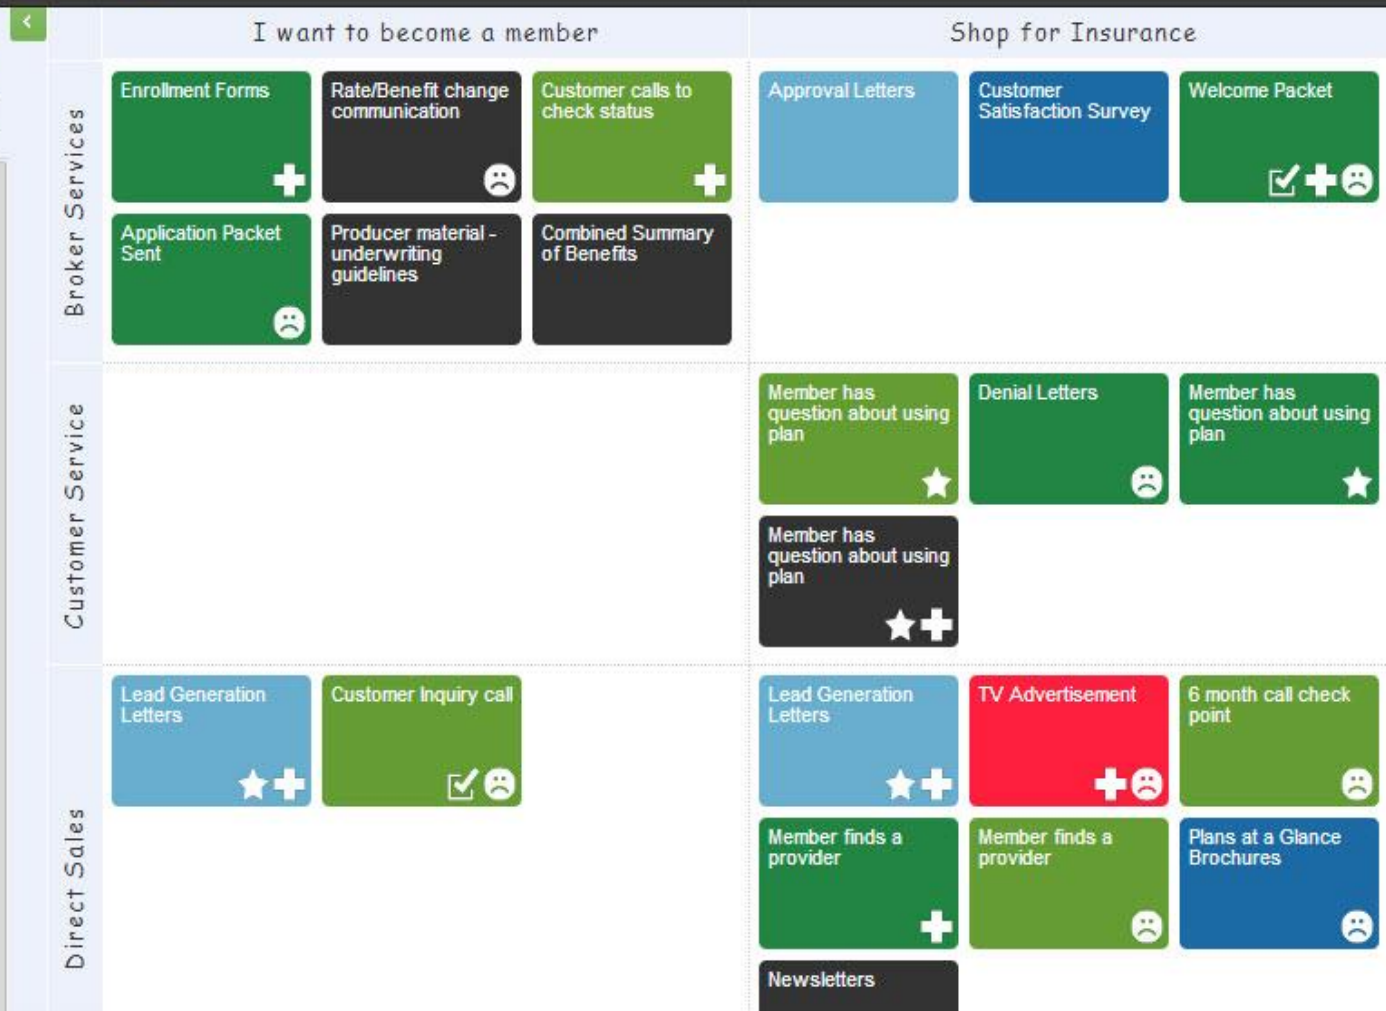 I want to become a member
Shop for Insurance
Broker Services
Enrollment Forms
Rate/Benefit change
communication
Customer calls to
check status
Approval Letters
Customer
Satisfaction Survey
Welcome Packet
Application Packet
Sent
Producer material -
underwriting
guidelines
Combined Summary
of Benefits
Customer Service
Member has
question about using
plan
Denial Letters
Member has
question about using
plan
Member has
question about using
plan
Direct Sales
Lead Generation
Letters
Customer Inquiry call
Lead Generation
Letters
TV Advertisement
6 month call check
point
Member finds a
provider
Member finds a
provider
Plans at a Glance
Brochures
Newsletters